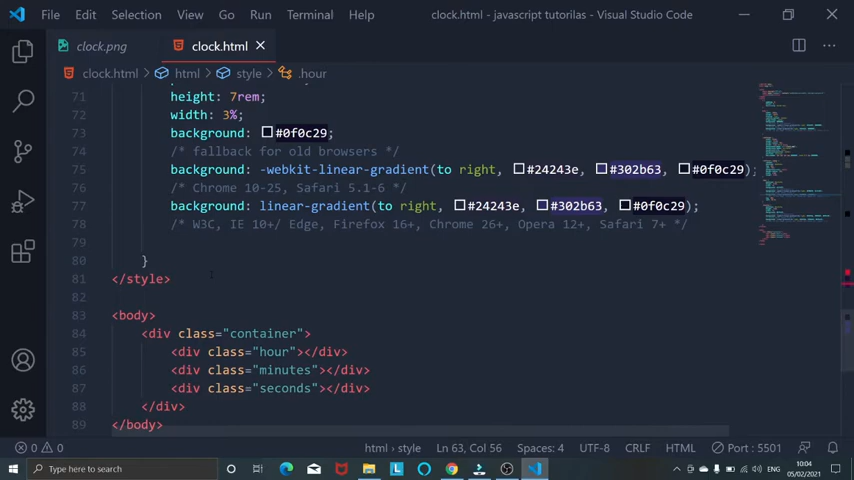 File Edit Selection View Go Run Terminal Help clock.html - javascript tutorilas - Visual Studio Code
clock.png clock.html
clock.html html style .hour
71 height: 7rem;
72 width: 3%;
73 background: #0f0c29;
74 /* fallback for old browsers */
75 background: -webkit-linear-gradient(to right, #24243e, #302b63, #0f0c29);
76 /* Chrome 10-25, Safari 5.1-6 */
77 background: linear-gradient(to right, #24243e, #302b63, #0f0c29);
78 /* W3C, IE 10+/ Edge, Firefox 16+, Chrome 26+, Opera 12+, Safari 7+ */
79
80 }
81 </style>
82
83 <body>
84 <div class="container">
85 <div class="hour"></div>
86 <div class="minutes"></div>
87 <div class="seconds"></div>
88 </div>
89 </body>
0 0 html › style Ln 63, Col 56 Spaces: 4 UTF-8 CRLF HTML Port : 5501
Type here to search ENG 10:04
05/02/2021